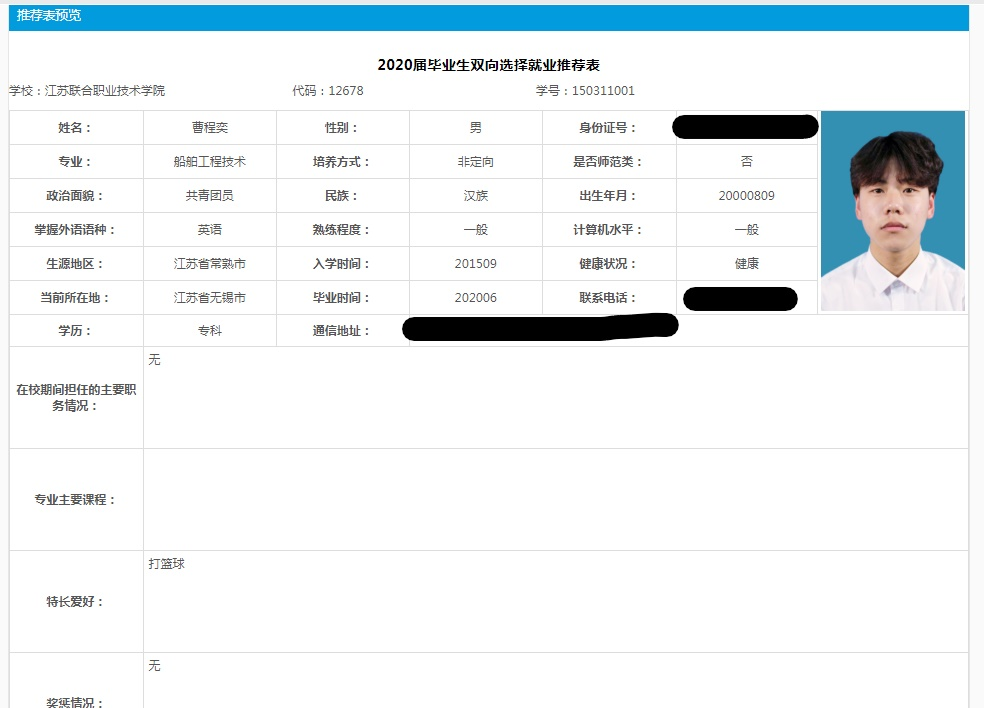 推荐表预览
2020届毕业生双向选择就业推荐表
学校：江苏联合职业技术学院 代码：12678 学号：150311001
姓名： 曹程奕 性别： 男 身份证号：
专业： 船舶工程技术 培养方式： 非定向 是否师范类： 否
政治面貌： 共青团员 民族： 汉族 出生年月： 20000809
掌握外语语种： 英语 熟练程度： 一般 计算机水平： 一般
生源地区： 江苏省常熟市 入学时间： 201509 健康状况： 健康
当前所在地： 江苏省无锡市 毕业时间： 202006 联系电话：
学历： 专科 通信地址：
无
在校期间担任的主要职
务情况：
专业主要课程：
打篮球
特长爱好：
无
奖惩情况：